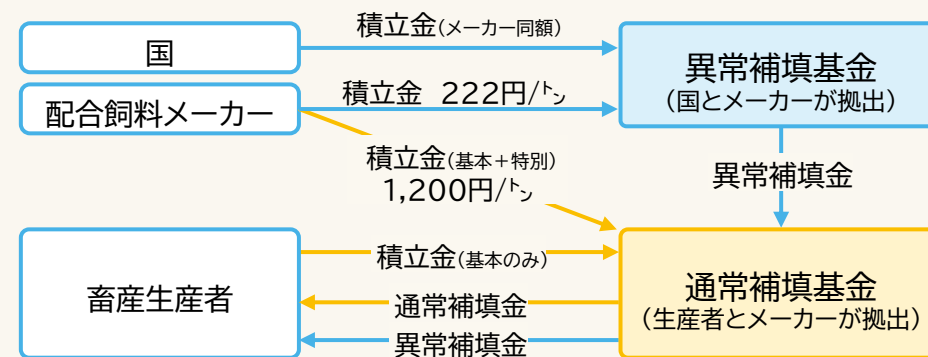 積立金(メーカー同額)
国
異常補填基金
(国とメーカーが拠出)
積立金 222円/㌧
配合飼料メーカー
積立金(基本+特別)
1,200円/㌧
異常補填金
積立金(基本のみ)
畜産生産者
通常補填金
異常補填金
通常補填基金
(生産者とメーカーが拠出)